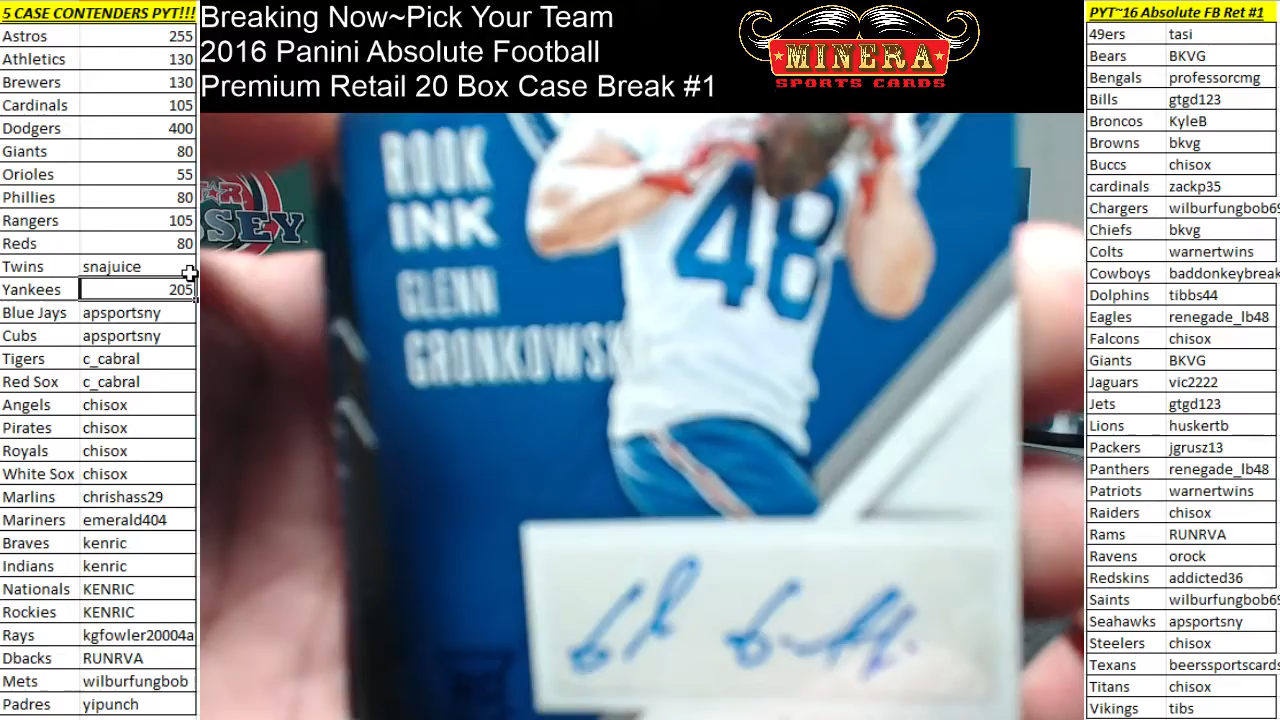 5 CASE CONTENDERS PYT!!!
Astros 255
Athletics 130
Brewers 130
Cardinals 105
Dodgers 400
Giants 80
Orioles 55
Phillies 80
Rangers 105
Reds 80
Twins snajuice
Yankees 205
Blue Jays apsportsny
Cubs apsportsny
Tigers c_cabral
Red Sox c_cabral
Angels chisox
Pirates chisox
Royals chisox
White Sox chisox
Marlins chrishass29
Mariners emerald404
Braves kenric
Indians kenric
Nationals KENRIC
Rockies KENRIC
Rays kgfowler20004a
Dbacks RUNRVA
Mets wilburfungbob
Padres yipunch
Breaking Now~Pick Your Team
2016 Panini Absolute Football
Premium Retail 20 Box Case Break #1
MINERA
SPORTS CARDS
ROOK
INK
GLENN
GRONKOWSK
48
SEY
PYT~16 Absolute FB Ret #1
49ers tasi
Bears BKVG
Bengals professorcmg
Bills gtgd123
Broncos KyleB
Browns bkvg
Buccs chisox
cardinals zackp35
Chargers wilburfungbob69
Chiefs bkvg
Colts warnertwins
Cowboys baddonkeybreak
Dolphins tibbs44
Eagles renegade_lb48
Falcons chisox
Giants BKVG
Jaguars vic2222
Jets gtgd123
Lions huskertb
Packers jgrusz13
Panthers renegade_lb48
Patriots warnertwins
Raiders chisox
Rams RUNRVA
Ravens orock
Redskins addicted36
Saints wilburfungbob69
Seahawks apsportsny
Steelers chisox
Texans beerssportscards
Titans chisox
Vikings tibs